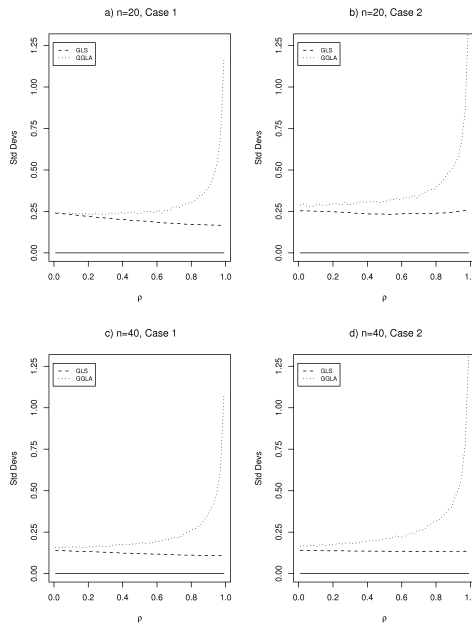 a) n=20, Case 1
Std Devs
0.00 0.25 0.50 0.75 1.00 1.25
GLS
GGLA
0.0 0.2 0.4 0.6 0.8 1.0
ρ
b) n=20, Case 2
Std Devs
0.00 0.25 0.50 0.75 1.00 1.25
GLS
GGLA
0.0 0.2 0.4 0.6 0.8 1.
ρ
c) n=40, Case 1
Std Devs
0.00 0.25 0.50 0.75 1.00 1.25
GLS
GGLA
0.0 0.2 0.4 0.6 0.8 1.0
ρ
d) n=40, Case 2
Std Devs
0.00 0.25 0.50 0.75 1.00 1.25
GLS
GGLA
0.0 0.2 0.4 0.6 0.8 1.
ρ